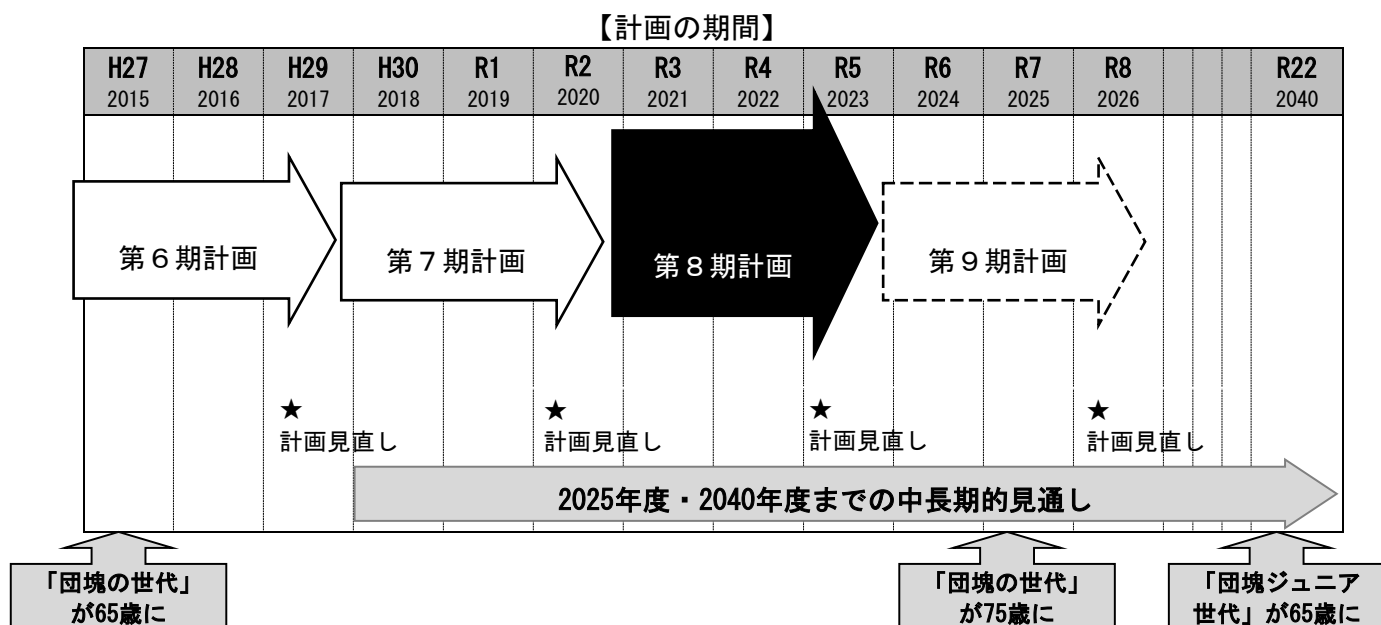 【計画の期間】
H27 H28 H29 H30 R1 R2 R3 R4 R5 R6 R7 R8 R22
2015 2016 2017 2018 2019 2020 2021 2022 2023 2024 2025 2026 2040
第６期計画 第７期計画 第８期計画 第９期計画
★ ★ ★ ★
計画見直し 計画見直し 計画見直し 計画見直し
2025年度・2040年度までの中長期的見通し
「団塊の世代」
が65歳に
「団塊の世代」
が75歳に
「団塊ジュニア
世代」が65歳に